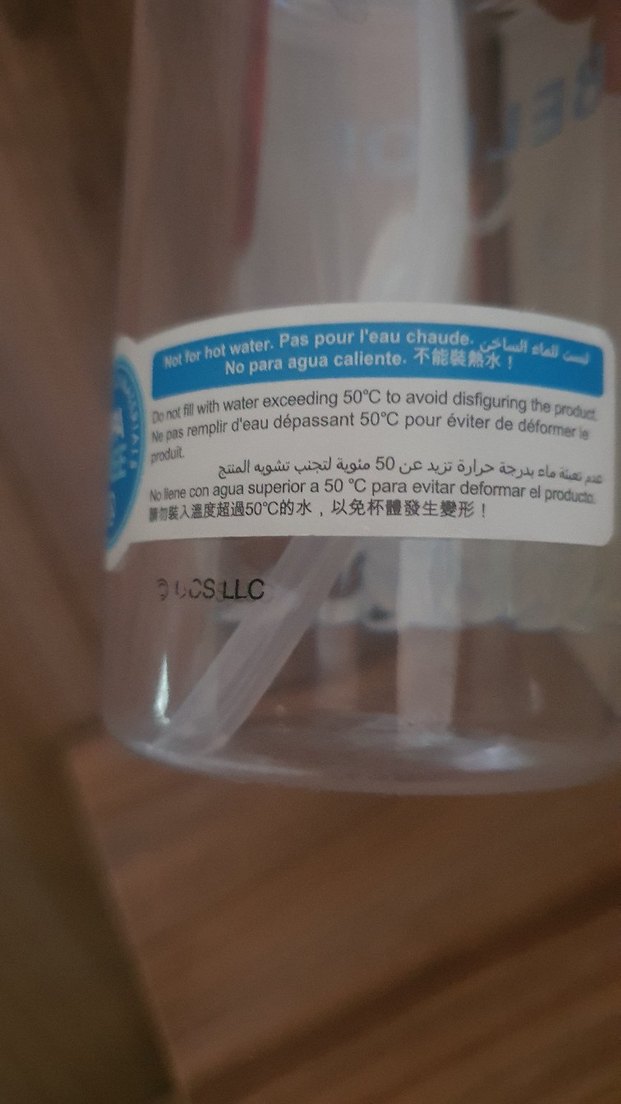 Not for hot water. Pas pour l'eau chaude. ليست للماء الساخن
No para agua caliente. 不能裝熱水！
Do not fill with water exceeding 50°C to avoid disfiguring the product.
Ne pas remplir d'eau dépassant 50°C pour éviter de déformer le
produit.
عدم تعبئة ماء بدرجة حرارة تزيد عن 50 مئوية لتجنب تشويه المنتج
No llene con agua superior a 50 °C para evitar deformar el producto.
請勿裝入溫度超過50°C的水，以免杯體發生變形！
LLC